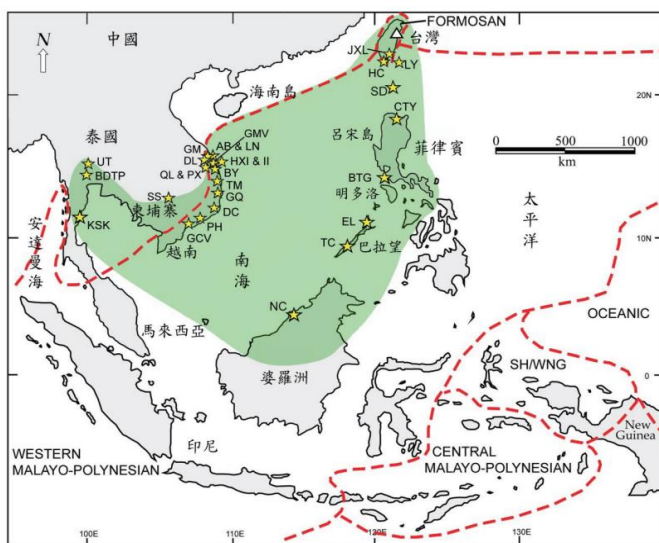 FORMOSAN
N
中國
台灣
JXL
HC
LY
海南島
SD
20N
CTY
GMV
泰國
GM
AB & LN
呂宋島
DL
HXI & II
菲律賓
0
500
1000
km
UT
BDTP
QL & PX
BY
TM
BTG
SS
GQ
明多洛
太平洋
柬埔寨
DC
安達曼海
KSK
PH
EL
GCV
10N
越南
TC
巴拉望
南海
NC
馬來西亞
OCEANIC
婆羅洲
SH/WNG
0
New
Guinea
WESTERN
MALAYO-POLYNESIAN
印尼
CENTRAL
MALAYO-POLYNESIAN
100E
110E
120E
130E